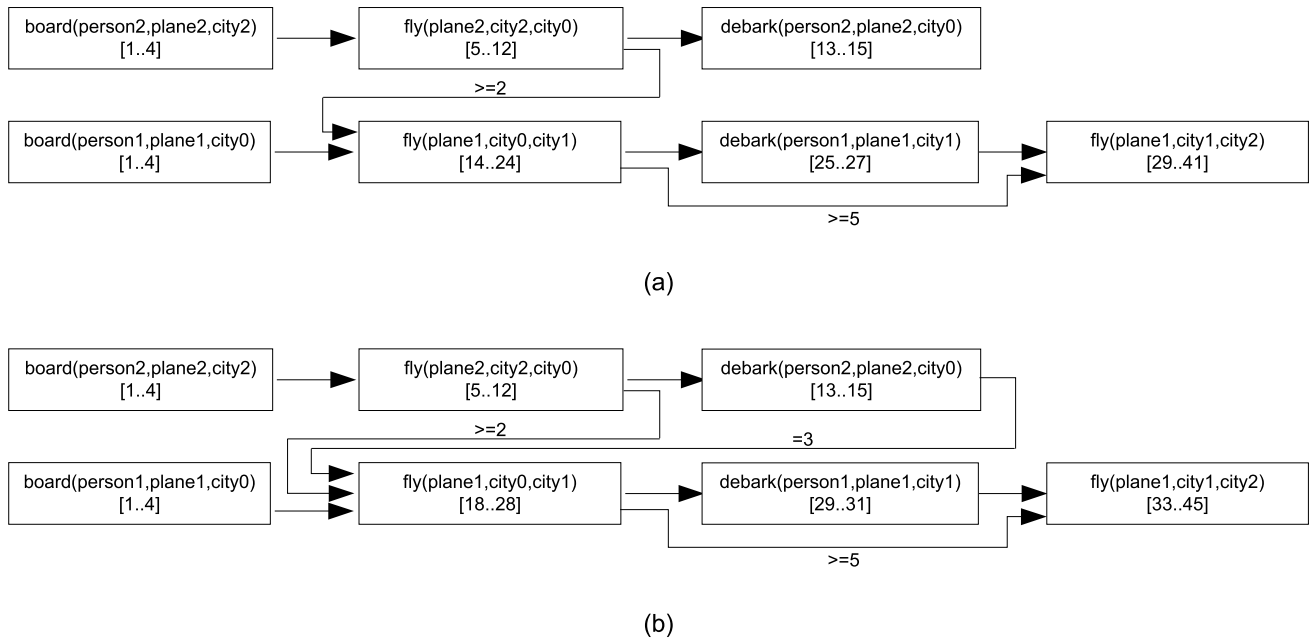 board(person2,plane2,city2)
[1..4]
fly(plane2,city2,city0)
[5..12]
debark(person2,plane2,city0)
[13..15]
>=2
board(person1,plane1,city0)
[1..4]
fly(plane1,city0,city1)
[14..24]
debark(person1,plane1,city1)
[25..27]
fly(plane1,city1,city2)
[29..41]
>=5
(a)
board(person2,plane2,city2)
[1..4]
fly(plane2,city2,city0)
[5..12]
debark(person2,plane2,city0)
[13..15]
>=2
=3
board(person1,plane1,city0)
[1..4]
fly(plane1,city0,city1)
[18..28]
debark(person1,plane1,city1)
[29..31]
fly(plane1,city1,city2)
[33..45]
>=5
(b)